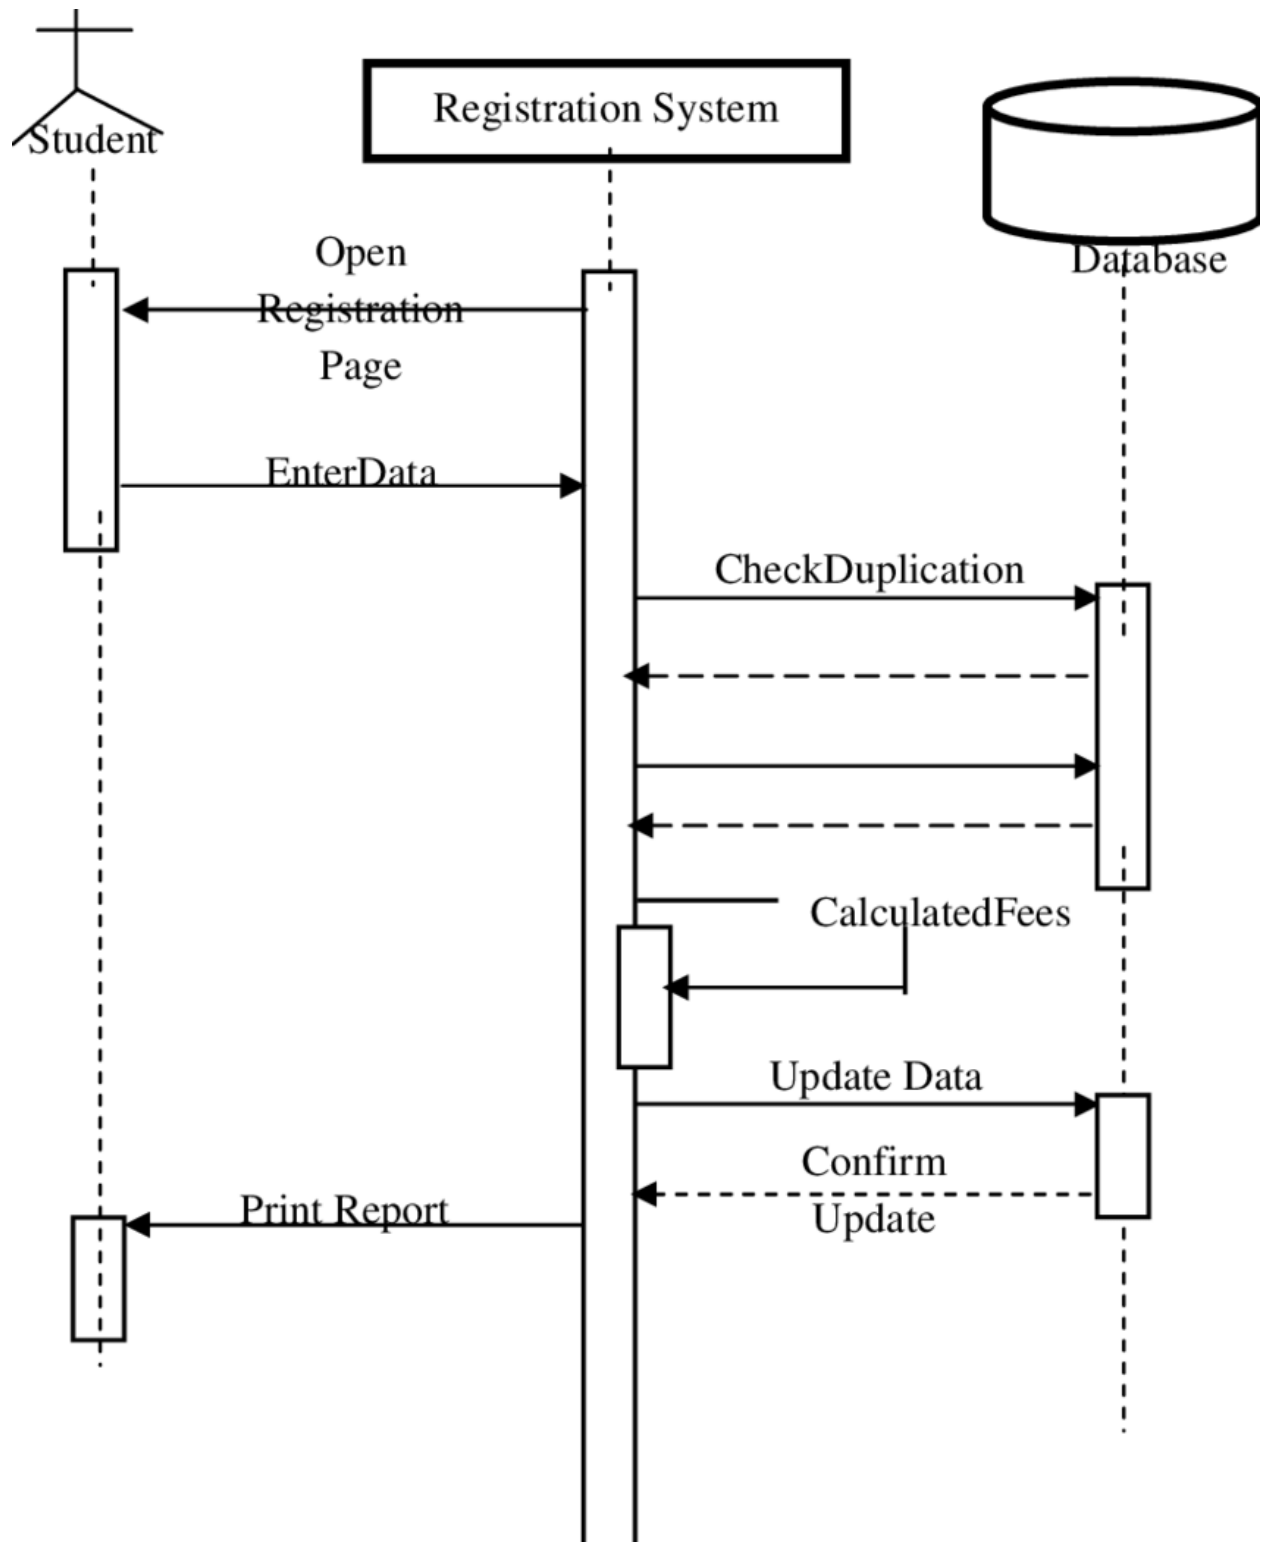 Student
Registration System
Database
Open
Registration
Page
EnterData
CheckDuplication
CalculatedFees
Update Data
Confirm
Update
Print Report